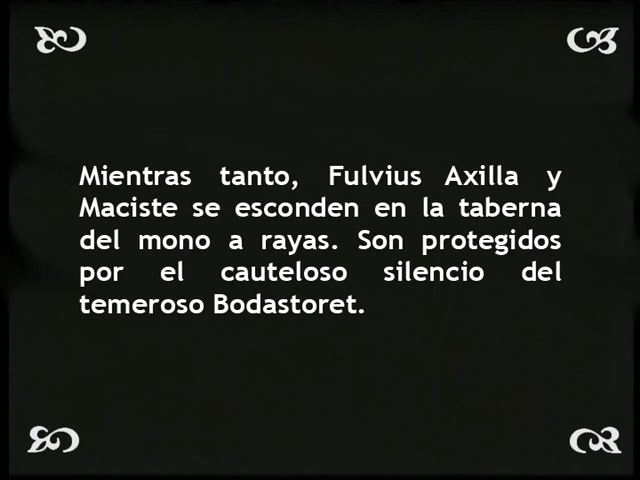 Mientras tanto, Fulvius Axilla y
Maciste se esconden en la taberna
del mono a rayas. Son protegidos
por el cauteloso silencio del
temeroso Bodastoret.